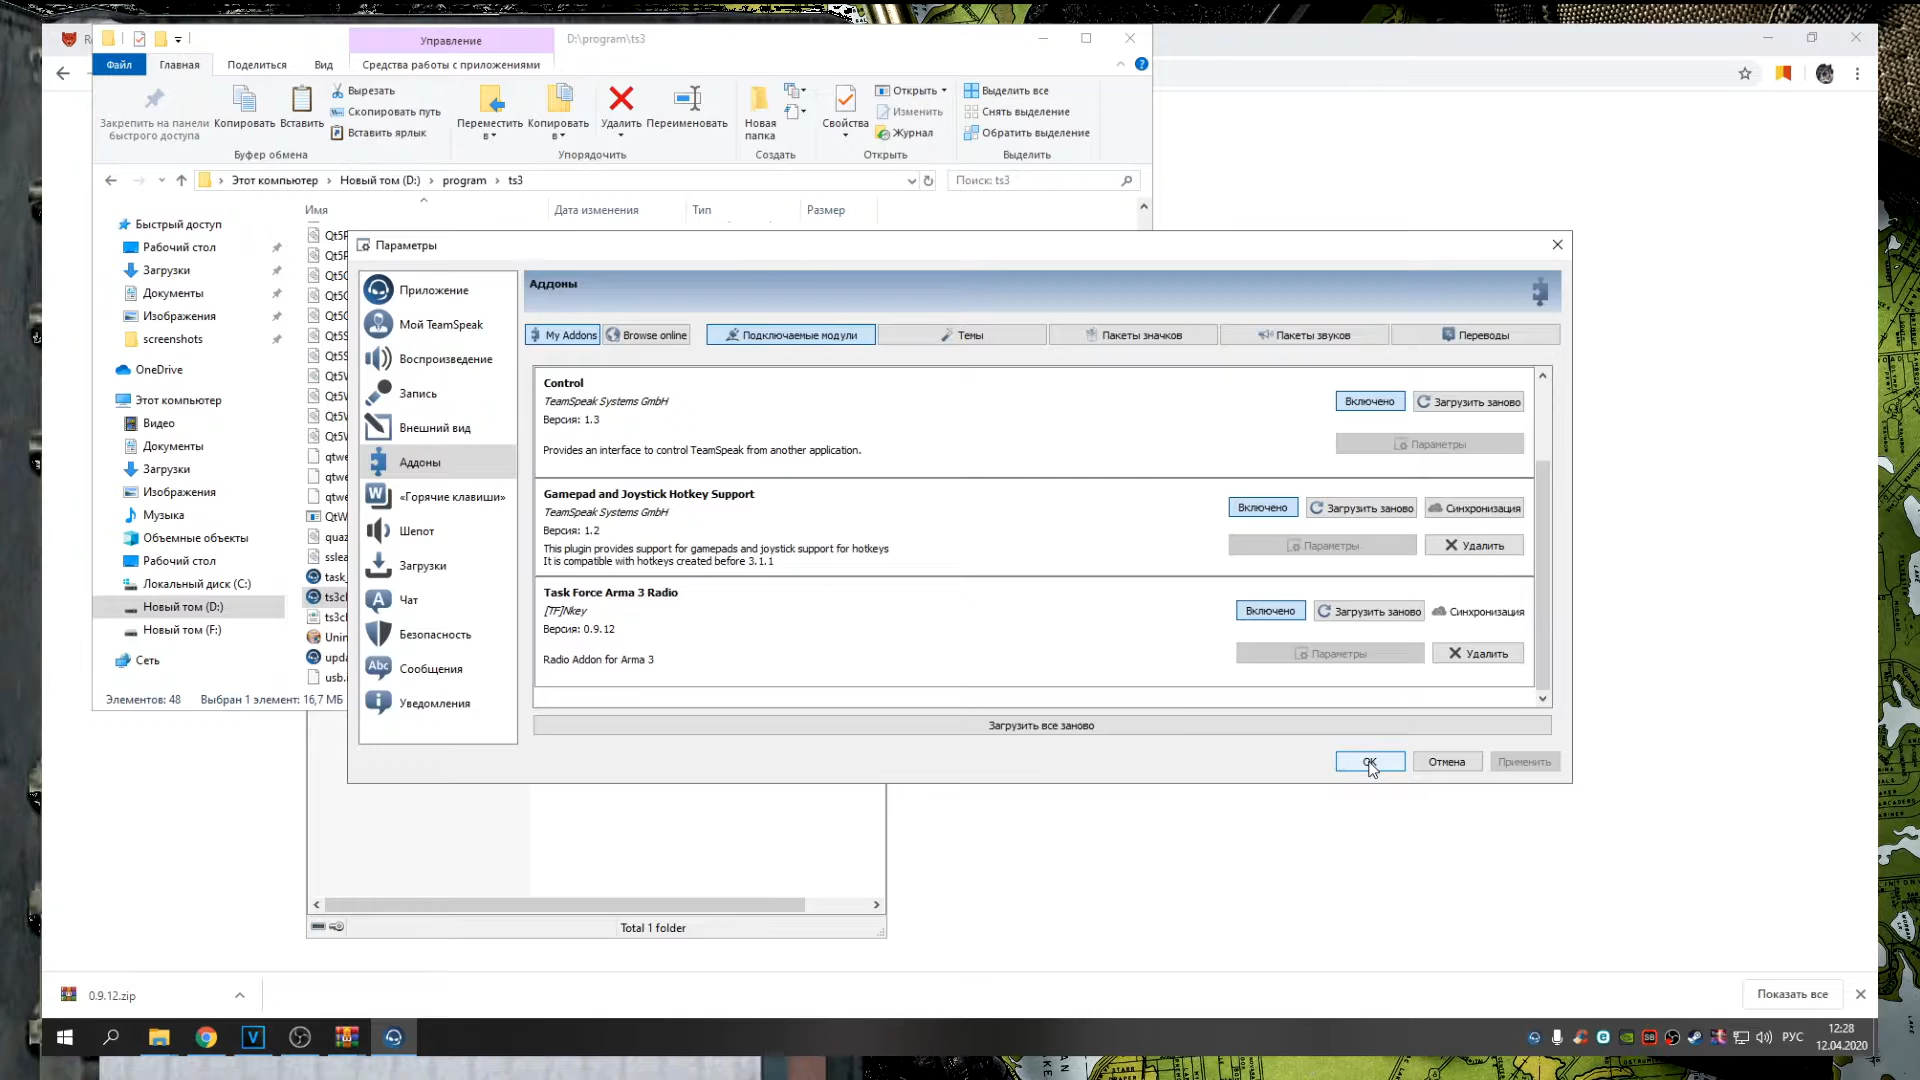 Управление
D:\program\ts3
Файл
Главная
Поделиться
Вид
Средства работы с приложениями
Закрепить на панели
быстрого доступа
Копировать
Вставить
Вырезать
Скопировать путь
Вставить ярлык
Буфер обмена
Переместить
в
Копировать
в
Удалить
Переименовать
Упорядочить
Новая
папка
Создать
Свойства
Открыть
Изменить
Журнал
Открыть
Выделить все
Снять выделение
Обратить выделение
Выделить
Этот компьютер
Новый том (D:)
program
ts3
Поиск: ts3
Имя
Дата изменения
Тип
Размер
Быстрый доступ
Рабочий стол
Загрузки
Документы
Изображения
screenshots
OneDrive
Этот компьютер
Видео
Документы
Загрузки
Изображения
Музыка
Объемные объекты
Рабочий стол
Локальный диск (C:)
Новый том (D:)
Новый том (F:)
Сеть
Элементов: 48
Выбран 1 элемент: 16,7 МБ
Параметры
Приложение
Мой TeamSpeak
Воспроизведение
Запись
Внешний вид
Аддоны
«Горячие клавиши»
Шепот
Загрузки
Чат
Безопасность
Сообщения
Уведомления
Аддоны
My Addons
Browse online
Подключаемые модули
Темы
Пакеты значков
Пакеты звуков
Переводы
Control
TeamSpeak Systems GmbH
Версия: 1.3
Provides an interface to control TeamSpeak from another application.
Включено
Загрузить заново
Параметры
Gamepad and Joystick Hotkey Support
TeamSpeak Systems GmbH
Версия: 1.2
This plugin provides support for gamepads and joystick support for hotkeys
It is compatible with hotkeys created before 3.1.1
Включено
Загрузить заново
Синхронизация
Параметры
Удалить
Task Force Arma 3 Radio
[TF]Nkey
Версия: 0.9.12
Radio Addon for Arma 3
Включено
Загрузить заново
Синхронизация
Параметры
Удалить
Загрузить все заново
OK
Отмена
Применить
Total 1 folder
0.9.12.zip
Показать все
РУС
12:28
12.04.2020